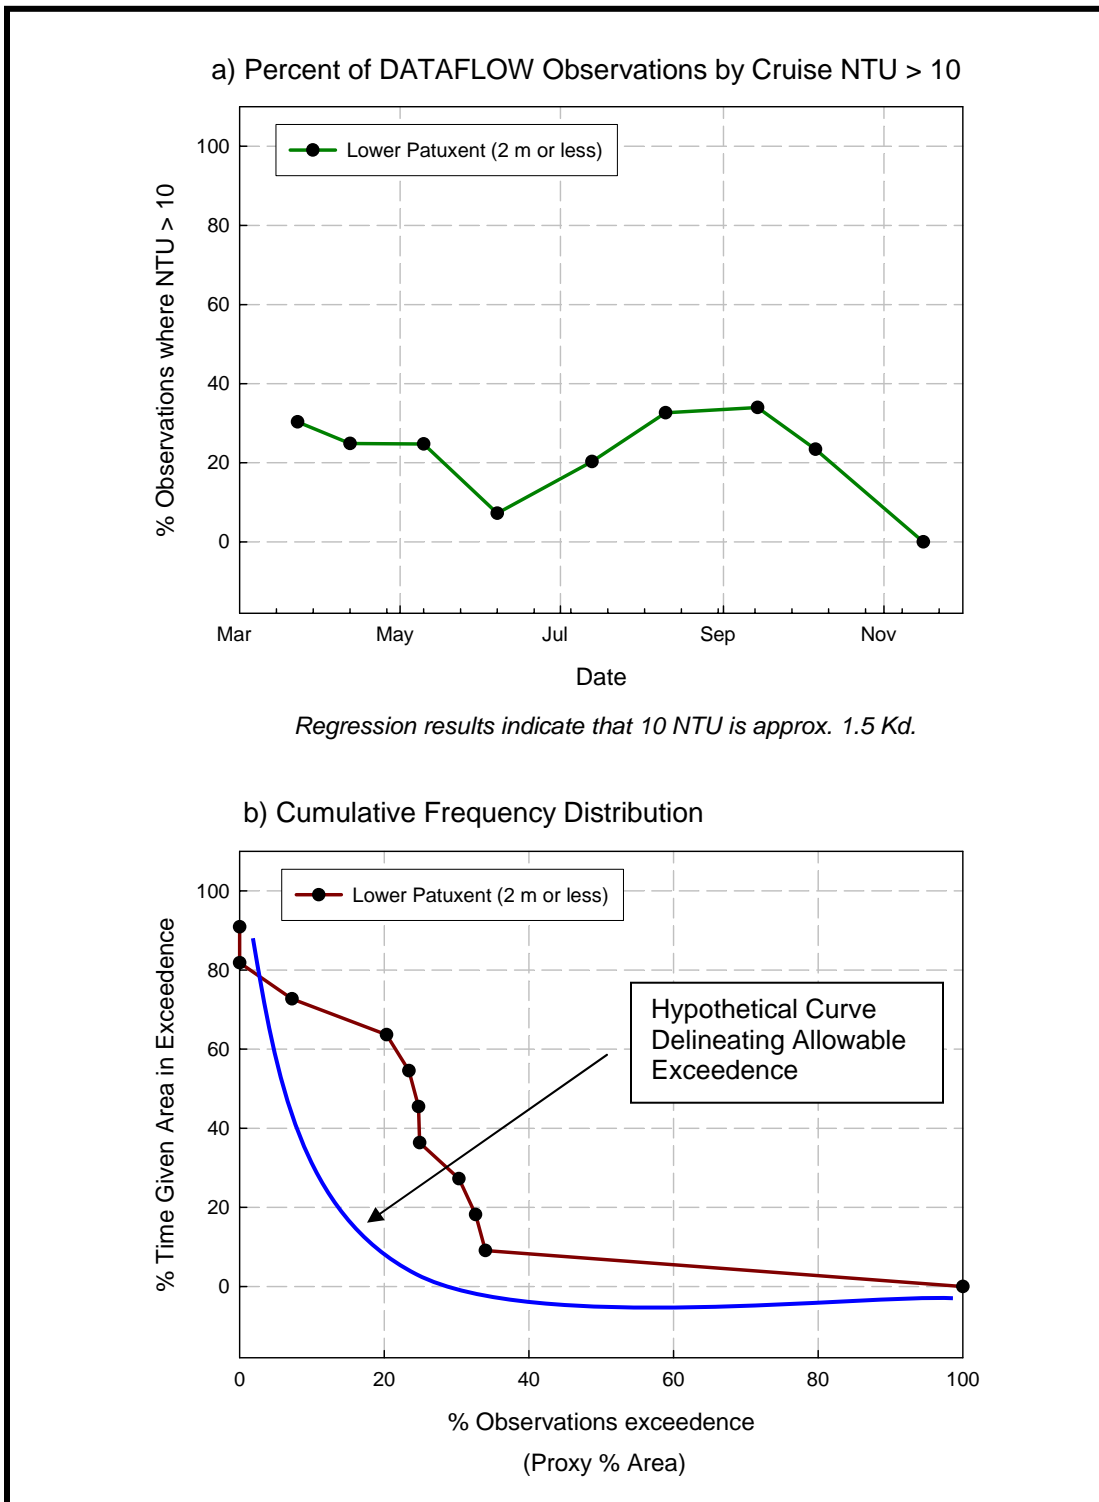 a) Percent of DATAFLOW Observations by Cruise NTU > 10
Lower Patuxent (2 m or less)
% Observations where NTU > 10
100
80
60
40
20
0
Mar May Jul Sep Nov
Date
Regression results indicate that 10 NTU is approx. 1.5 Kd.
b) Cumulative Frequency Distribution
Lower Patuxent (2 m or less)
% Time Given Area in Exceedence
100
80
60
40
20
0
Hypothetical Curve
Delineating Allowable
Exceedence
0 20 40 60 80 100
% Observations exceedence
(Proxy % Area)